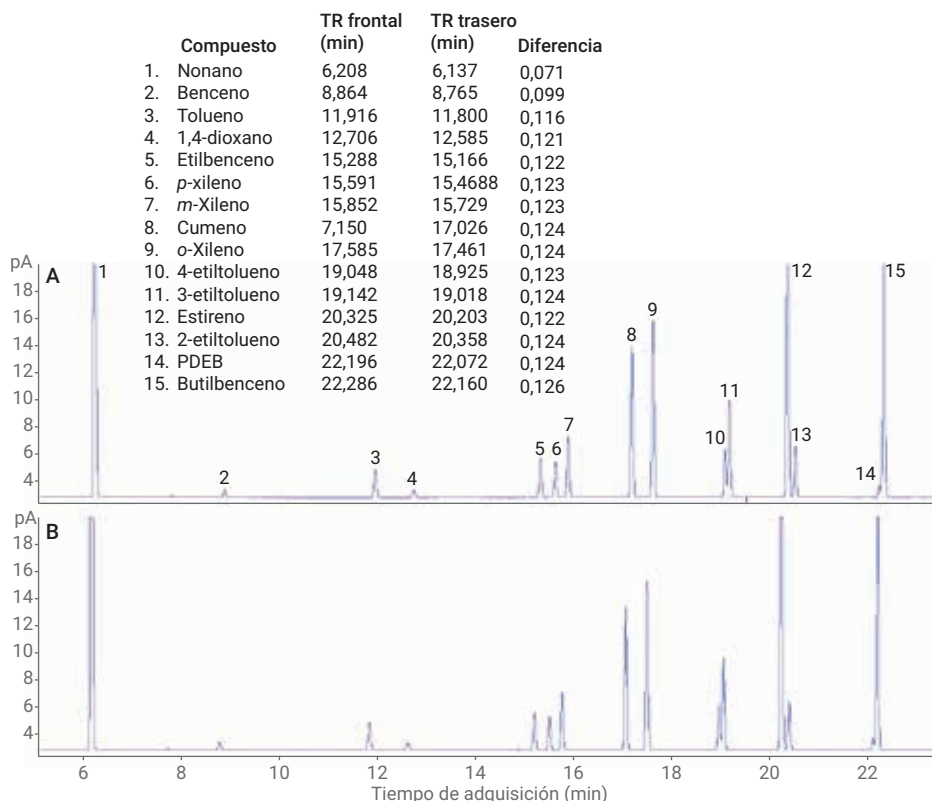 TR frontal TR trasero
Compuesto (min) (min) Diferencia
1. Nonano 6,208 6,137 0,071
2. Benceno 8,864 8,765 0,099
3. Tolueno 11,916 11,800 0,116
4. 1,4-dioxano 12,706 12,585 0,121
5. Etilbenceno 15,288 15,166 0,122
6. p-xileno 15,591 15,4688 0,123
7. m-Xileno 15,852 15,729 0,123
8. Cumeno 7,150 17,026 0,124
9. o-Xileno 17,585 17,461 0,124
10. 4-etiltolueno 19,048 18,925 0,123
11. 3-etiltolueno 19,142 19,018 0,124
12. Estireno 20,325 20,203 0,122
13. 2-etiltolueno 20,482 20,358 0,124
14. PDEB 22,196 22,072 0,124
15. Butilbenceno 22,286 22,160 0,126
pA
A
18
16
14
12
10
8
6
4
1
2
3
4
5
6
7
8
9
10
11
12
13
14
15
pA
B
18
16
14
12
10
8
6
4
6 8 10 12 14 16 18 20 22
Tiempo de adquisición (min)